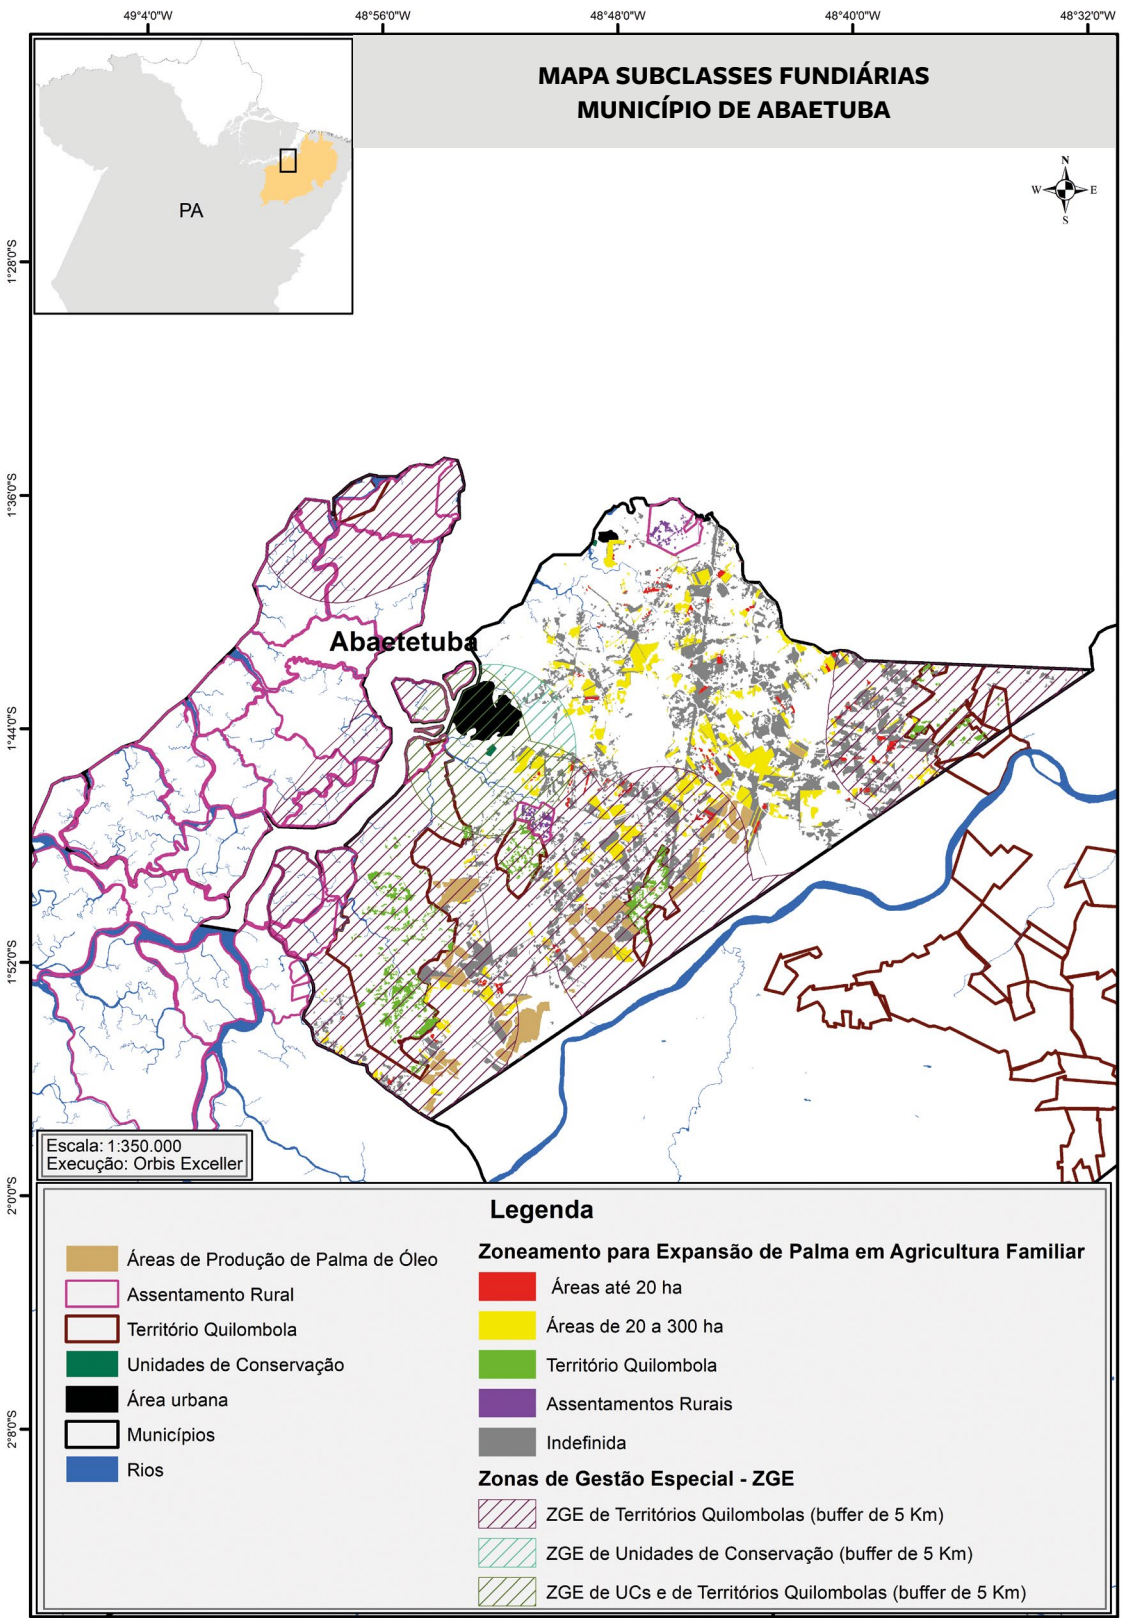 49°4'0"W
48°56'0"W
48°48'0"W
48°40'0"W
48°32'0"W
MAPA SUBCLASSES FUNDIÁRIAS
MUNICÍPIO DE ABAETUBA
PA
N
W
E
S
1°28'0"S
1°36'0"S
1°44'0"S
1°52'0"S
2°0'0"S
2°8'0"S
Abaetetuba
Escala: 1:350.000
Execução: Orbis Exceller
Legenda
Áreas de Produção de Palma de Óleo
Assentamento Rural
Território Quilombola
Unidades de Conservação
Área urbana
Municípios
Rios
Zoneamento para Expansão de Palma em Agricultura Familiar
Áreas até 20 ha
Áreas de 20 a 300 ha
Território Quilombola
Assentamentos Rurais
Indefinida
Zonas de Gestão Especial - ZGE
ZGE de Territórios Quilombolas (buffer de 5 Km)
ZGE de Unidades de Conservação (buffer de 5 Km)
ZGE de UCs e de Territórios Quilombolas (buffer de 5 Km)